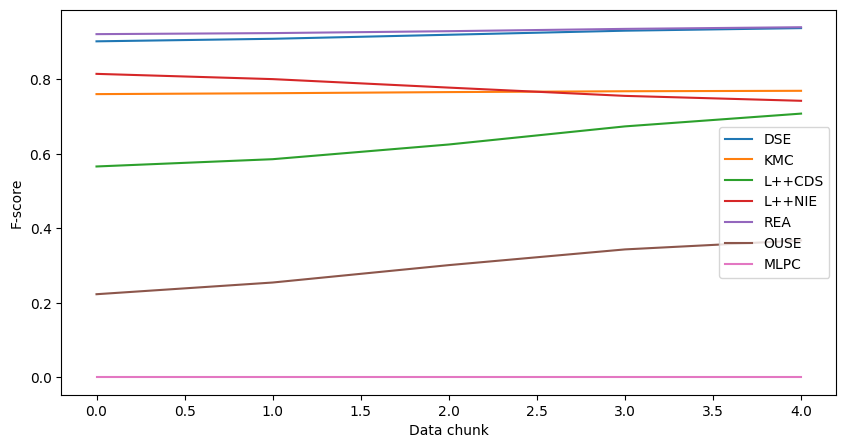 F-score
0.8
0.6
0.4
0.2
0.0
DSE
KMC
L++CDS
L++NIE
REA
OUSE
MLPC
0.0 0.5 1.0 1.5 2.0 2.5 3.0 3.5 4.0
Data chunk